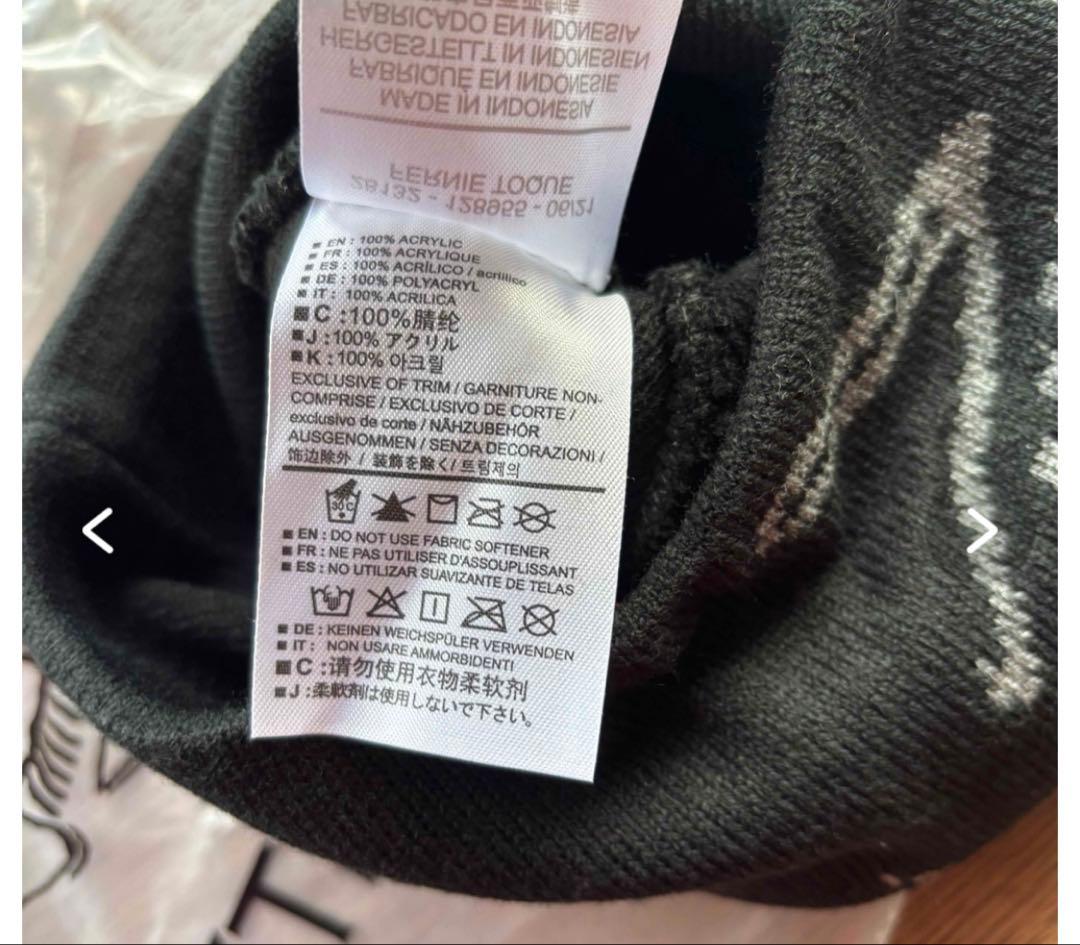 FABRICADO EN INDONESIA
HERGESTELLT IN INDONESIEN
FABRIQUÉ EN INDONESIE
MADE IN INDONESIA
FERNIE TOQUE
28132 - 128955 - 06/21
EN : 100% ACRYLIC
FR : 100% ACRYLIQUE
ES : 100% ACRÍLICO / acrílico
DE : 100% POLYACRYL
IT : 100% ACRILICA
C :100%腈纶
J :100% アクリル
K :100% 아크릴
EXCLUSIVE OF TRIM / GARNITURE NON-
COMPRISE / EXCLUSIVO DE CORTE /
exclusivo de corte / NÄHZUBEHÖR
AUSGENOMMEN / SENZA DECORAZIONI /
饰边除外 / 装飾を除く/ 트림제의
30°C
EN : DO NOT USE FABRIC SOFTENER
FR : NE PAS UTILISER D'ASSOUPLISSANT
ES : NO UTILIZAR SUAVIZANTE DE TELAS
DE : KEINEN WEICHSPÜLER VERWENDEN
IT : NON USARE AMMORBIDENTI
C :请勿使用衣物柔软剂
J :柔軟剤は使用しないで下さい。